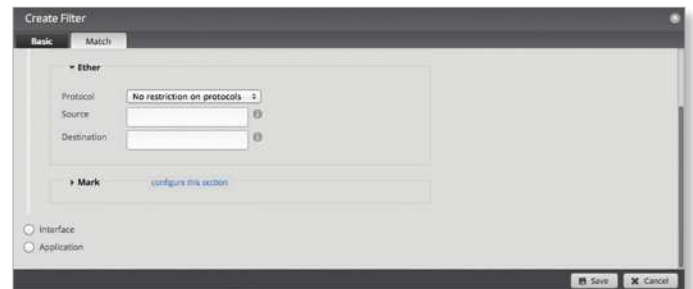 Create Filter
Basic Match
Ether
Protocol No restriction on protocols
Source
Destination
Mark configure this section
Interface
Application
Save Cancel